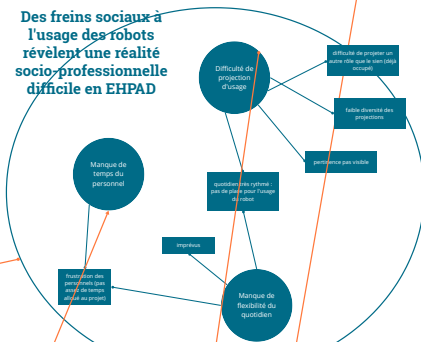 Des freins sociaux à
l'usage des robots
révèlent une réalité
socio-professionnelle
difficile en EHPAD
Difficulté de
projection
d'usage
difficulté de projeter un
autre rôle que le sien (déjà
occupé)
faible diversité des
projections
pertinence pas visible
Manque de
temps du
personnel
quotidien très rythmé :
pas de place pour l'usage
du robot
imprévus
frustration des
personnels (pas
assez de temps
alloué au projet)
Manque de
flexibilité du
quotidien